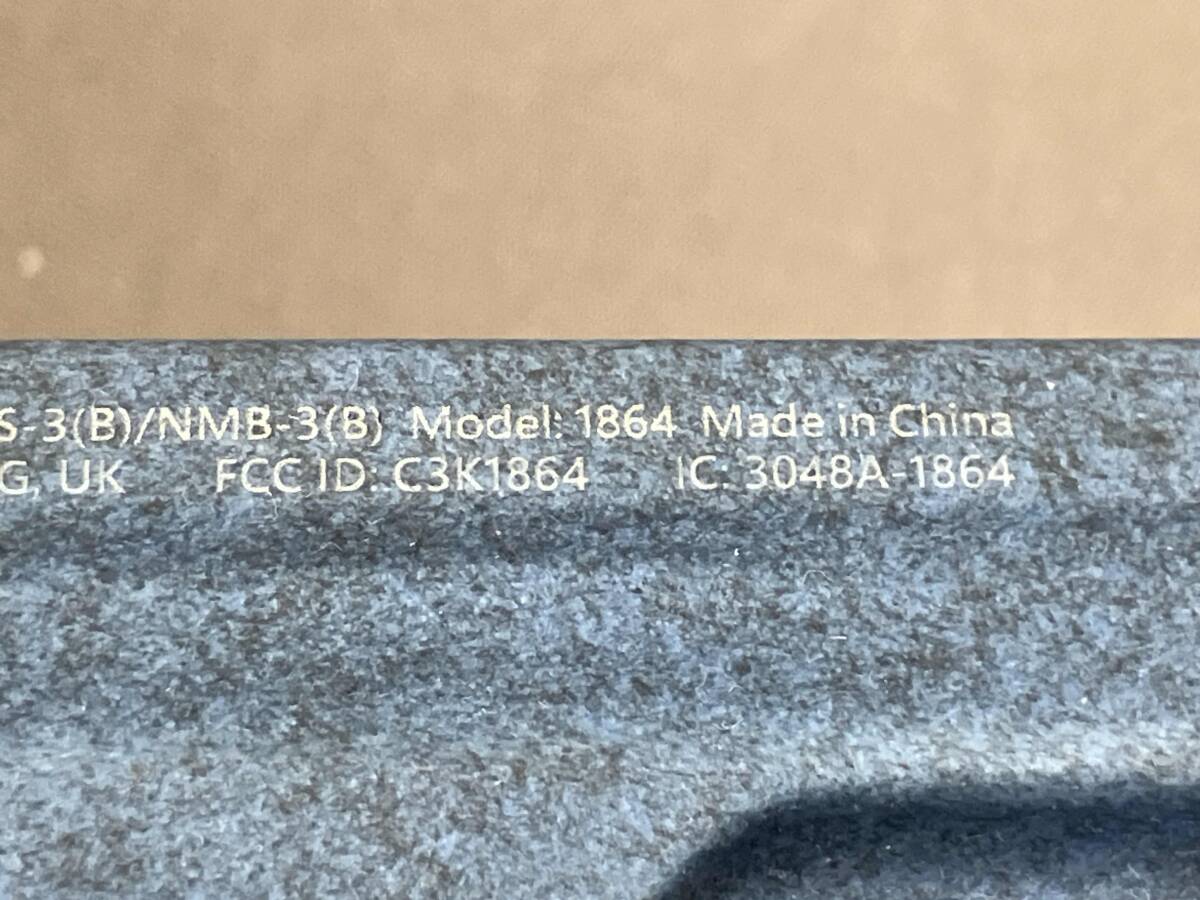 S-3(B)/NMB-3(B) Model: 1864 Made in China
G, UK FCC ID: C3K1864 IC: 3048A-1864